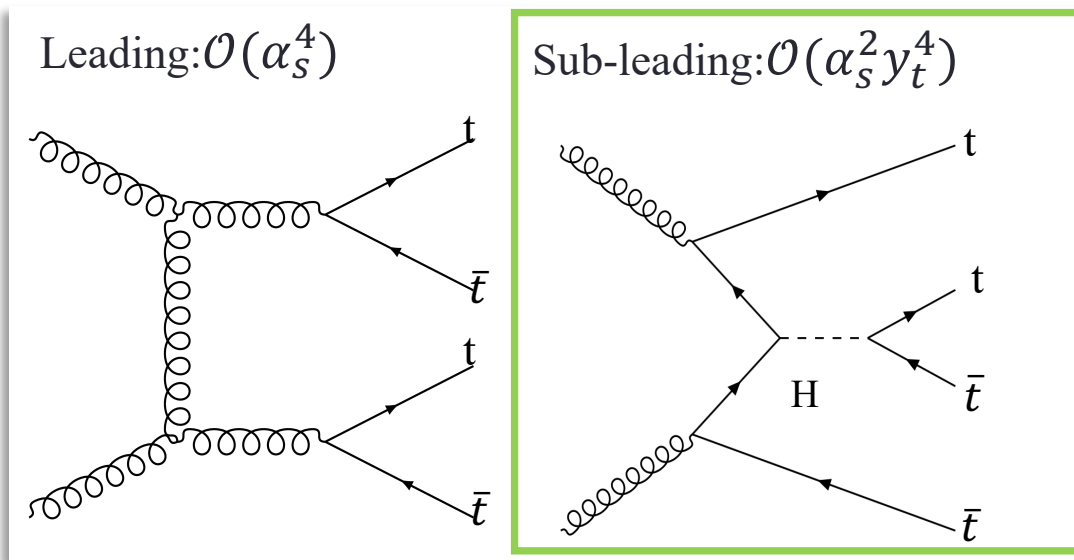 Leading:𝒪(α_s^4)
t
t̄
t
t̄
Sub-leading:𝒪(α_s^2 y_t^4)
t
t
H
t̄
t̄